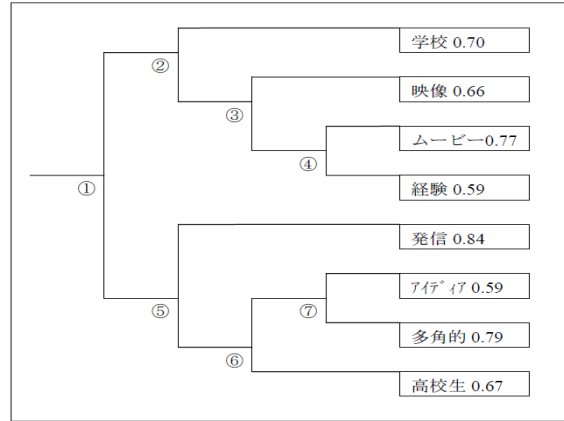 学校 0.70
②
映像 0.66
③
ムービー0.77
④
①
経験 0.59
発信 0.84
ｱｲﾃﾞｨｱ 0.59
⑤
⑦
多角的 0.79
⑥
高校生 0.67